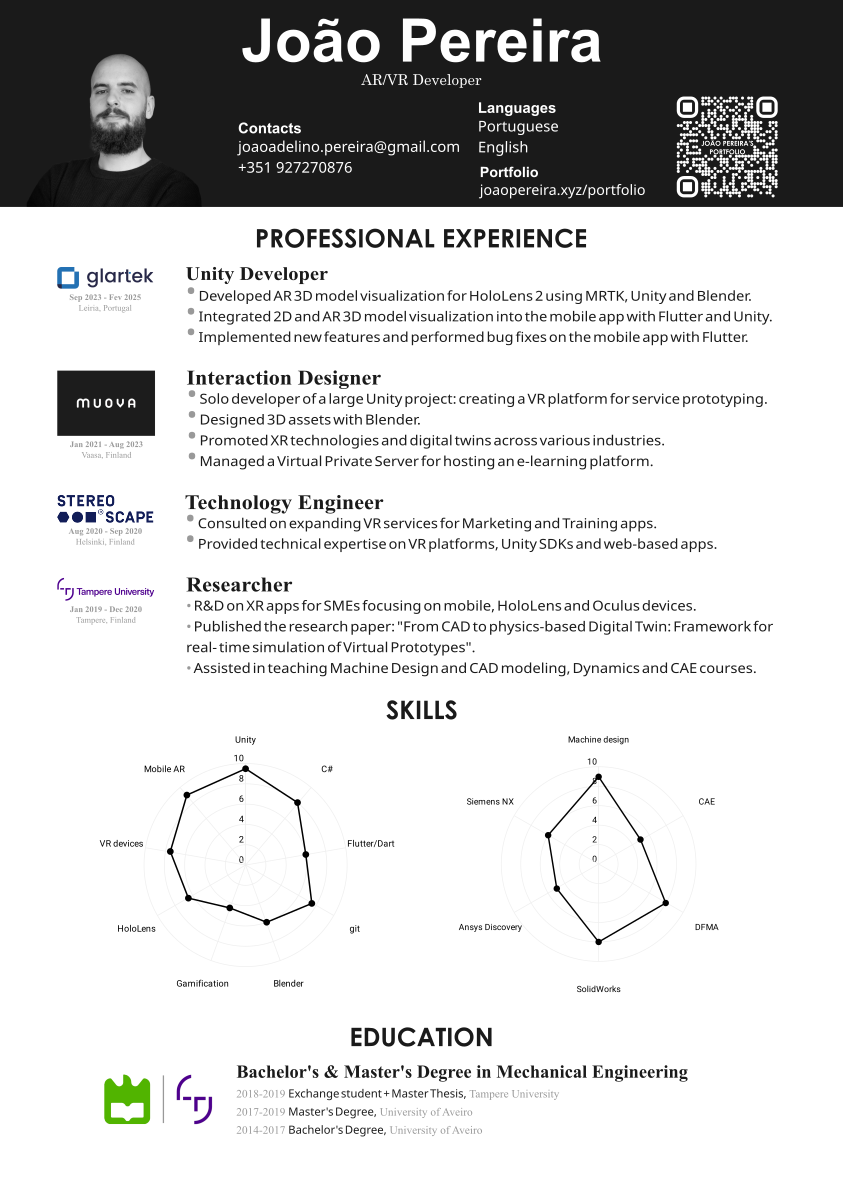 João Pereira
AR/VR Developer
Contacts
joaoadelino.pereira@gmail.com
+351 927270876
Languages
Portuguese
English
Portfolio
joaopereira.xyz/portfolio
JOÃO PEREIRA'S
PORTFOLIO
PROFESSIONAL EXPERIENCE
glartek
Sep 2023 - Fev 2025
Leiria, Portugal
Unity Developer
• Developed AR 3D model visualization for HoloLens 2 using MRTK, Unity and Blender.
• Integrated 2D and AR 3D model visualization into the mobile app with Flutter and Unity.
• Implemented new features and performed bug fixes on the mobile app with Flutter.
MUOVA
Jan 2021 - Aug 2023
Vaasa, Finland
Interaction Designer
• Solo developer of a large Unity project: creating a VR platform for service prototyping.
• Designed 3D assets with Blender.
• Promoted XR technologies and digital twins across various industries.
• Managed a Virtual Private Server for hosting an e-learning platform.
STEREO
SCAPE
Aug 2020 - Sep 2020
Helsinki, Finland
Technology Engineer
• Consulted on expanding VR services for Marketing and Training apps.
• Provided technical expertise on VR platforms, Unity SDKs and web-based apps.
Tampere University
Jan 2019 - Dec 2020
Tampere, Finland
Researcher
• R&D on XR apps for SMEs focusing on mobile, HoloLens and Oculus devices.
• Published the research paper: "From CAD to physics-based Digital Twin: Framework for
real- time simulation of Virtual Prototypes".
• Assisted in teaching Machine Design and CAD modeling, Dynamics and CAE courses.
SKILLS
Unity
C#
Flutter/Dart
git
Blender
Gamification
HoloLens
VR devices
Mobile AR
10
8
6
4
2
0
Machine design
CAE
DFMA
SolidWorks
Ansys Discovery
Siemens NX
10
8
6
4
2
0
EDUCATION
Bachelor's & Master's Degree in Mechanical Engineering
2018-2019 Exchange student + Master Thesis, Tampere University
2017-2019 Master's Degree, University of Aveiro
2014-2017 Bachelor's Degree, University of Aveiro